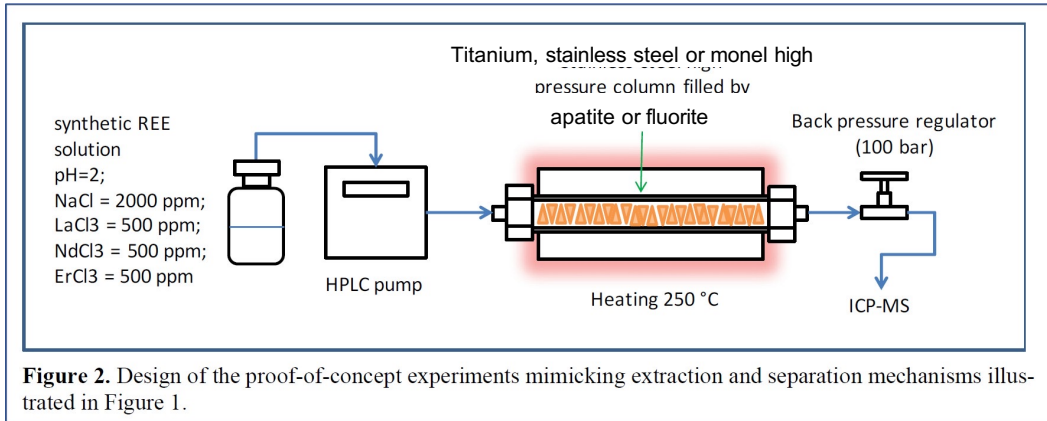 Titanium, stainless steel or monel high
pressure column filled by
apatite or fluorite
synthetic REE
solution
pH=2;
NaCl = 2000 ppm;
LaCl3 = 500 ppm;
NdCl3 = 500 ppm;
ErCl3 = 500 ppm
HPLC pump
Heating 250 °C
Back pressure regulator
(100 bar)
ICP-MS
Figure 2. Design of the proof-of-concept experiments mimicking extraction and separation mechanisms illus-
trated in Figure 1.